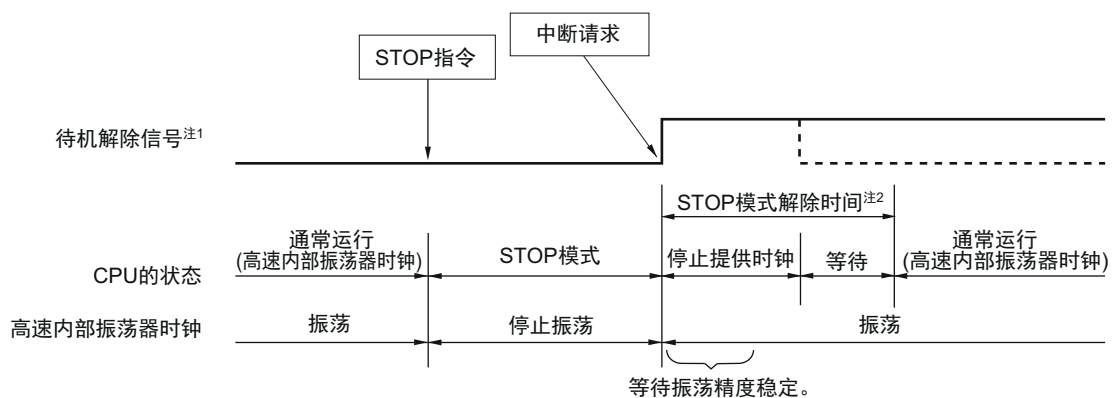 中断请求
STOP指令
待机解除信号注1
STOP模式解除时间注2
通常运行
(高速内部振荡器时钟)
STOP模式
停止提供时钟
等待
通常运行
(高速内部振荡器时钟)
CPU的状态
高速内部振荡器时钟
振荡
停止振荡
振荡
等待振荡精度稳定。